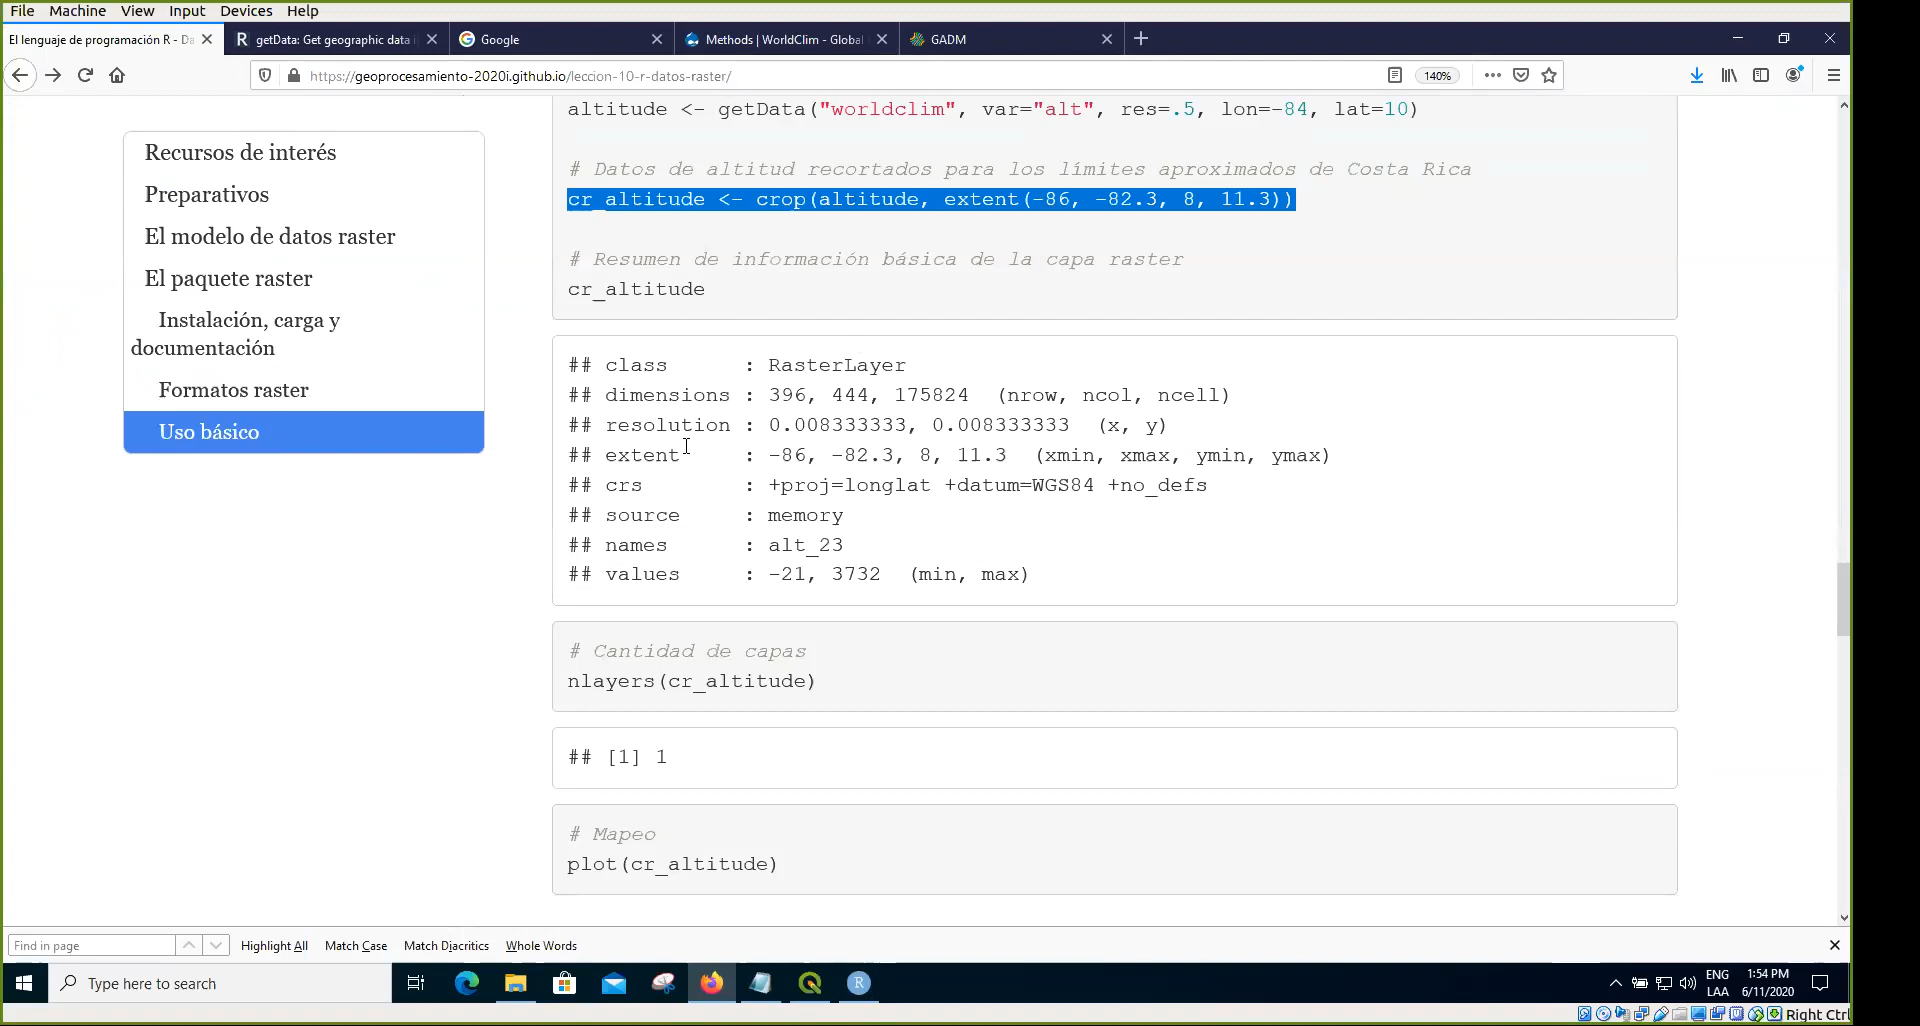 File Machine View Input Devices Help
El lenguaje de programación R - Da
getData: Get geographic data i
Google
Methods | WorldClim - Global
GADM
https://geoprocesamiento-2020i.github.io/leccion-10-r-datos-raster/
140%
Recursos de interés
Preparativos
El modelo de datos raster
El paquete raster
Instalación, carga y
documentación
Formatos raster
Uso básico
altitude <- getData("worldclim", var="alt", res=.5, lon=-84, lat=10)
# Datos de altitud recortados para los límites aproximados de Costa Rica
cr_altitude <- crop(altitude, extent(-86, -82.3, 8, 11.3))
# Resumen de información básica de la capa raster
cr_altitude
## class      : RasterLayer
## dimensions : 396, 444, 175824  (nrow, ncol, ncell)
## resolution : 0.008333333, 0.008333333  (x, y)
## extent     : -86, -82.3, 8, 11.3  (xmin, xmax, ymin, ymax)
## crs        : +proj=longlat +datum=WGS84 +no_defs
## source     : memory
## names      : alt_23
## values     : -21, 3732  (min, max)
# Cantidad de capas
nlayers(cr_altitude)
## [1] 1
# Mapeo
plot(cr_altitude)
Find in page
Highlight All Match Case Match Diacritics Whole Words
Type here to search
ENG
LAA
1:54 PM
6/11/2020
Right Ctrl